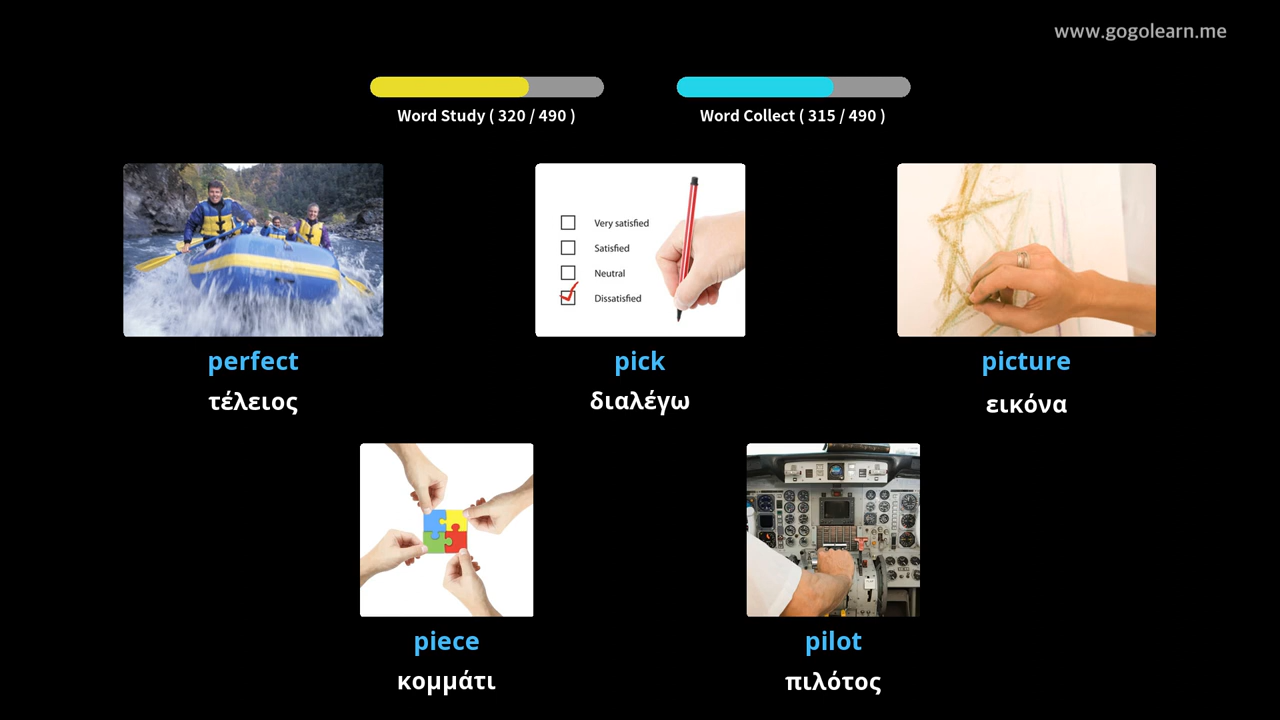 www.gogolearn.me
Word Study ( 320 / 490 )
Word Collect ( 315 / 490 )
Very satisfied
Satisfied
Neutral
Dissatisfied
perfect
pick
picture
τέλειος
διαλέγω
εικόνα
piece
pilot
κομμάτι
πιλότος